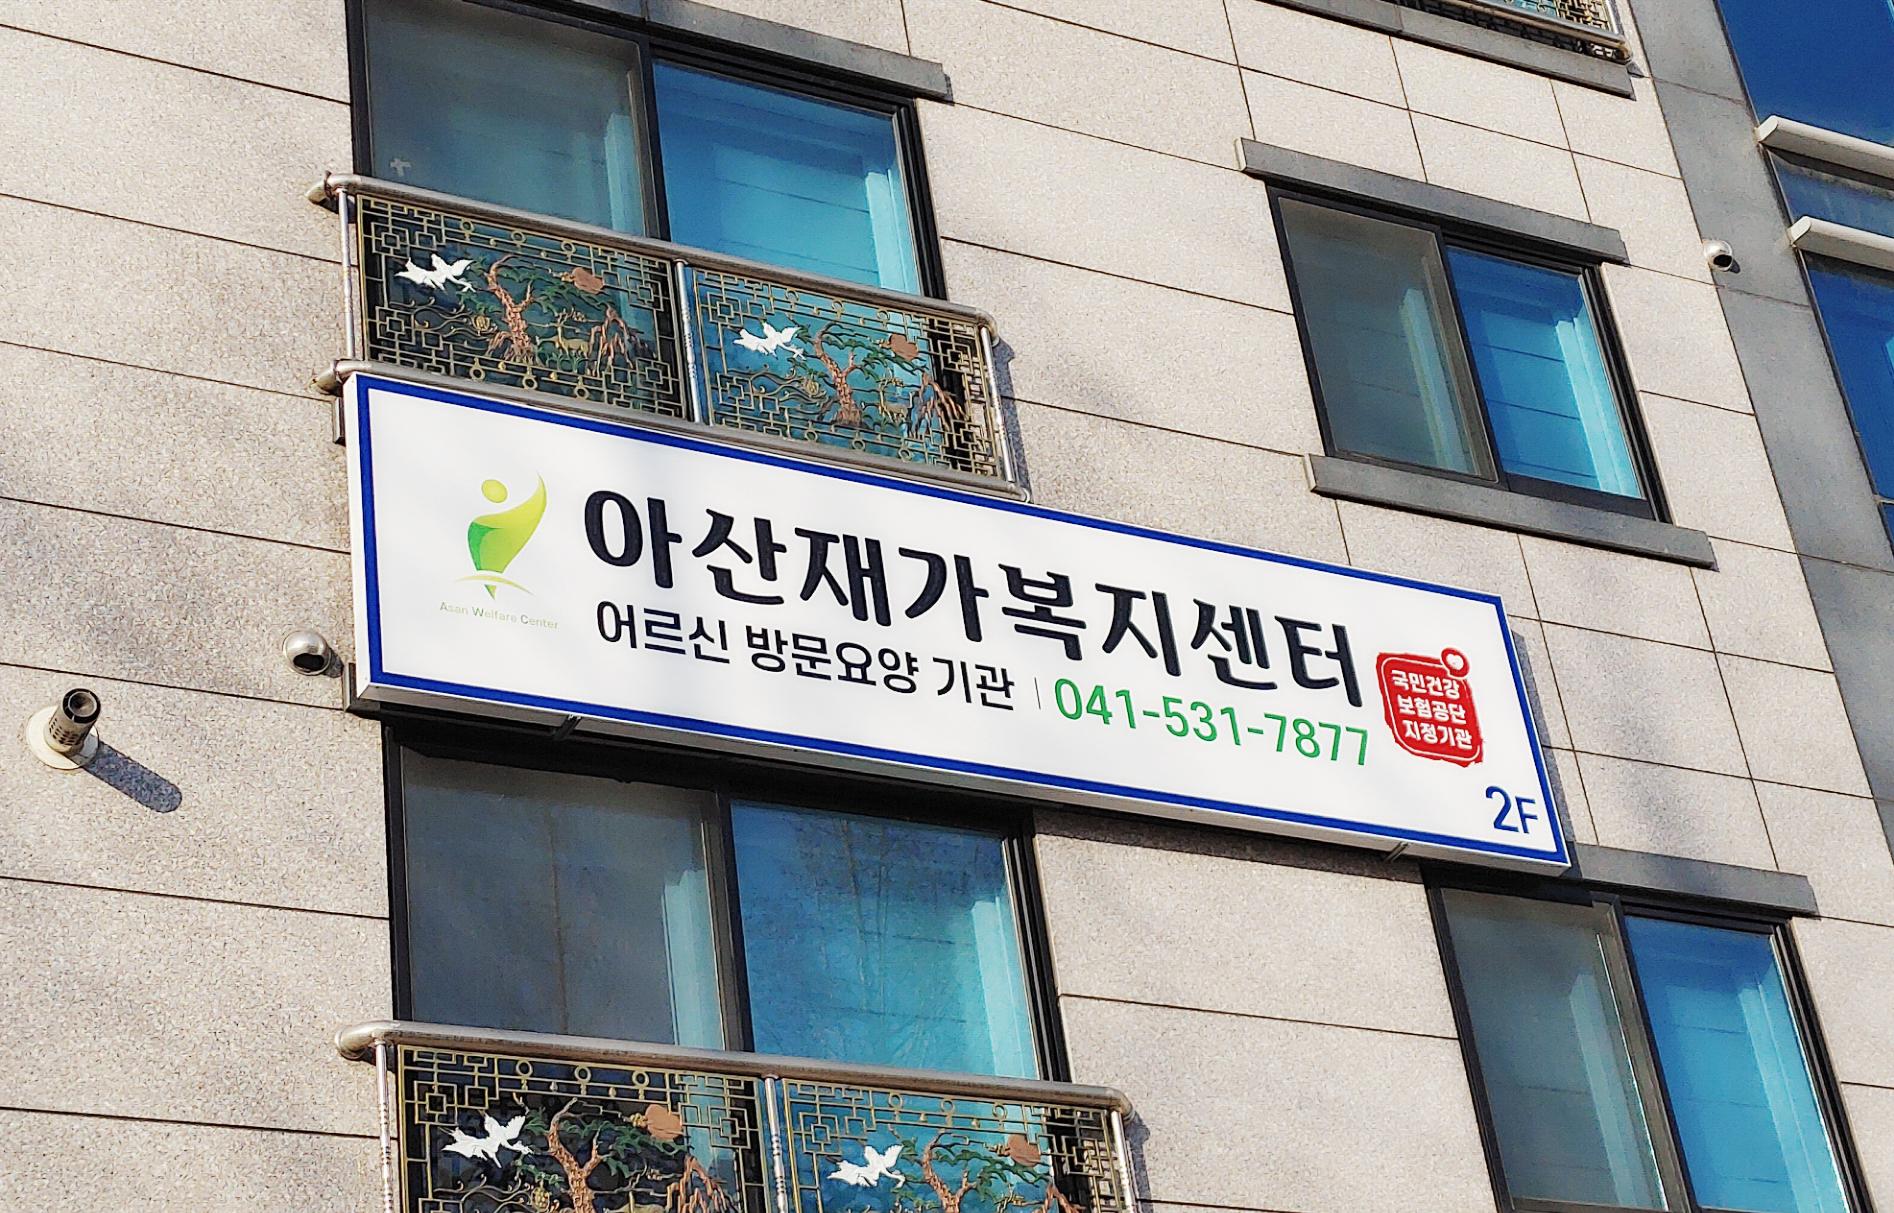 아산재가복지센터
어르신 방문요양 기관 | 041-531-7877
Asan Welfare Center
국민건강
보험공단
지정기관
2F